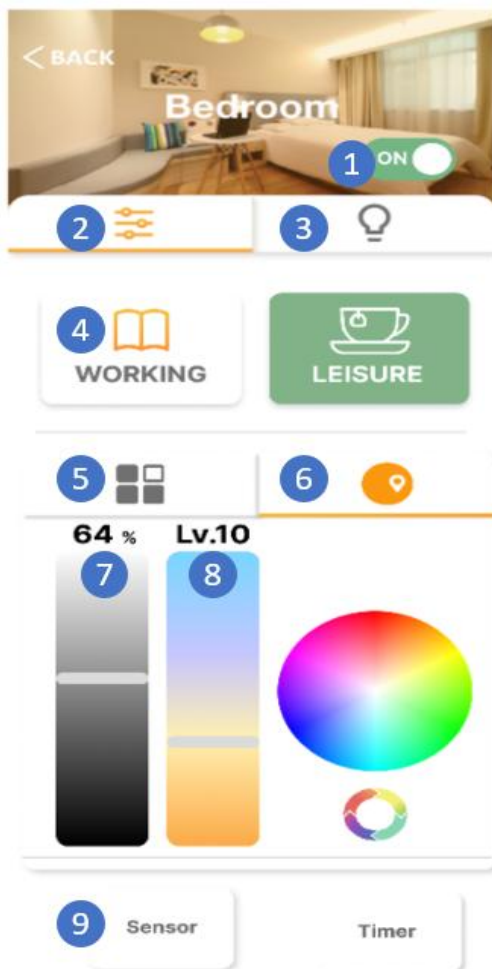 < BACK
Bedroom
1 ON
2 3
4
WORKING LEISURE
5 6
64 % Lv.10
7 8
9 Sensor Timer